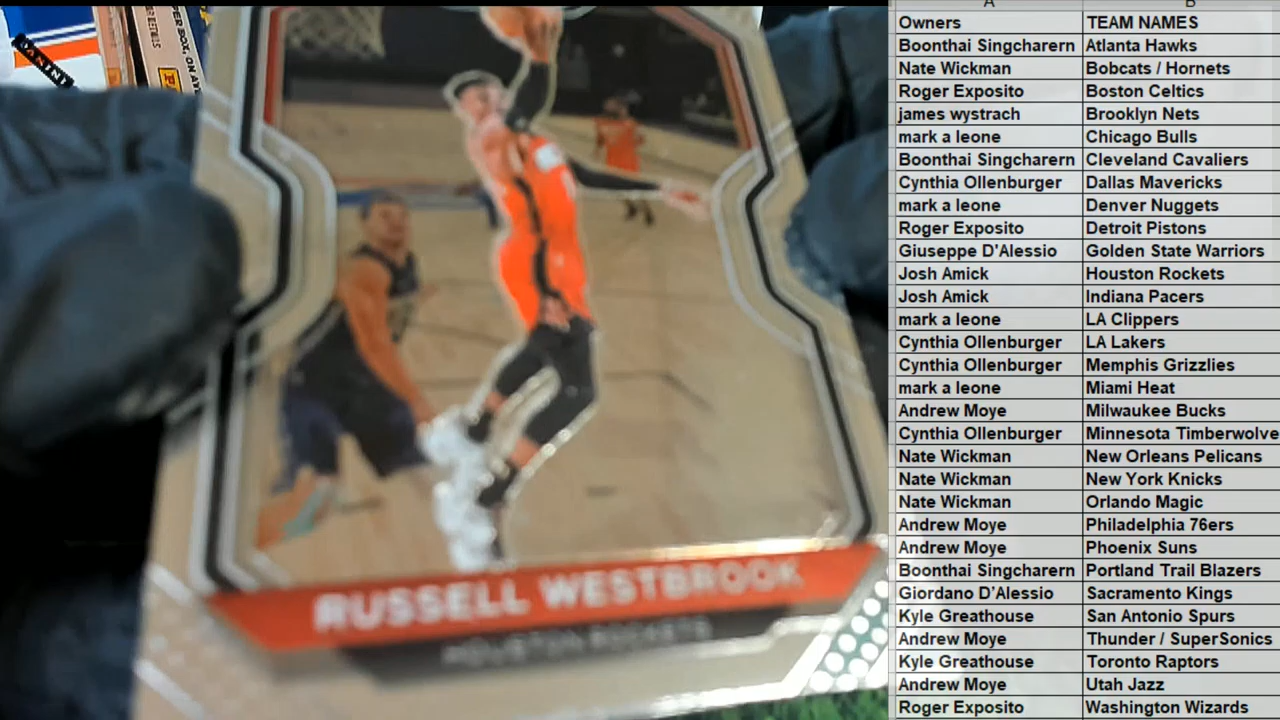 PANINI
RUSSELL WESTBROOK
HOUSTON ROCKETS
A B
Owners TEAM NAMES
Boonthai Singcharern Atlanta Hawks
Nate Wickman Bobcats / Hornets
Roger Exposito Boston Celtics
james wystrach Brooklyn Nets
mark a leone Chicago Bulls
Boonthai Singcharern Cleveland Cavaliers
Cynthia Ollenburger Dallas Mavericks
mark a leone Denver Nuggets
Roger Exposito Detroit Pistons
Giuseppe D'Alessio Golden State Warriors
Josh Amick Houston Rockets
Josh Amick Indiana Pacers
mark a leone LA Clippers
Cynthia Ollenburger LA Lakers
Cynthia Ollenburger Memphis Grizzlies
mark a leone Miami Heat
Andrew Moye Milwaukee Bucks
Cynthia Ollenburger Minnesota Timberwolve
Nate Wickman New Orleans Pelicans
Nate Wickman New York Knicks
Nate Wickman Orlando Magic
Andrew Moye Philadelphia 76ers
Andrew Moye Phoenix Suns
Boonthai Singcharern Portland Trail Blazers
Giordano D'Alessio Sacramento Kings
Kyle Greathouse San Antonio Spurs
Andrew Moye Thunder / SuperSonics
Kyle Greathouse Toronto Raptors
Andrew Moye Utah Jazz
Roger Exposito Washington Wizards